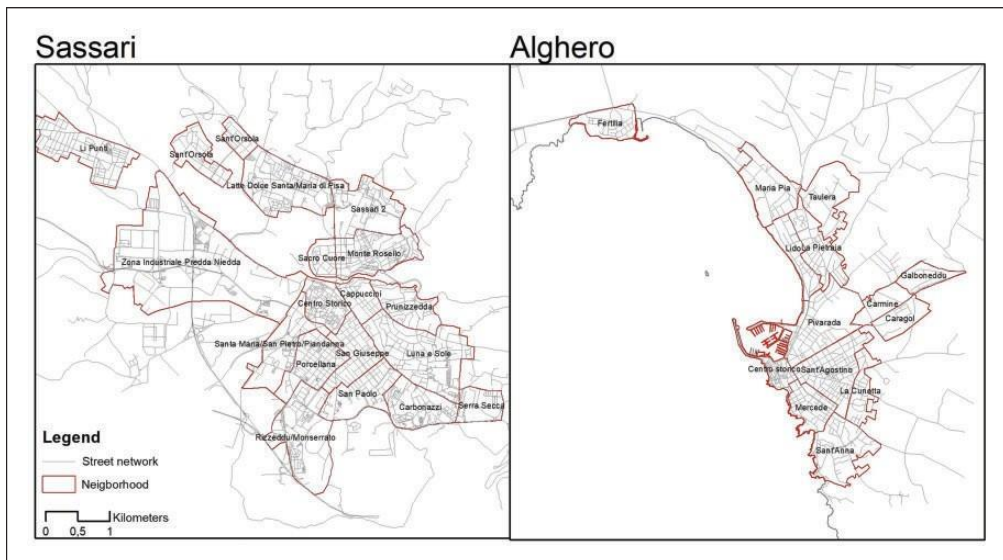 Sassari
Alghero
Li Punti
Sant'Orsola
Sant'Orsola
Latte Dolce Santa/Maria di Pisa
Sassari 2
Zona Industriale Predda Niedda
Sacro Cuore
Monte Rosello
Cappuccini
Centro Storico
Prunizzedda
Santa Maria/San Pietro/Piandanna
San Giuseppe
Luna e Sole
Porcellana
San Paolo
Carbonazzi
Serra Secca
Rizzeddu/Monserrato
Legend
Street network
Neigborhood
Kilometers
0 0,5 1
Fertilia
Maria Pia
Taulera
Lido
La Pietraia
Galboneddu
Carmine
Caragol
Pivarada
Centro storico
Sant'Agostino
La Cunetta
Mercede
Sant'Anna